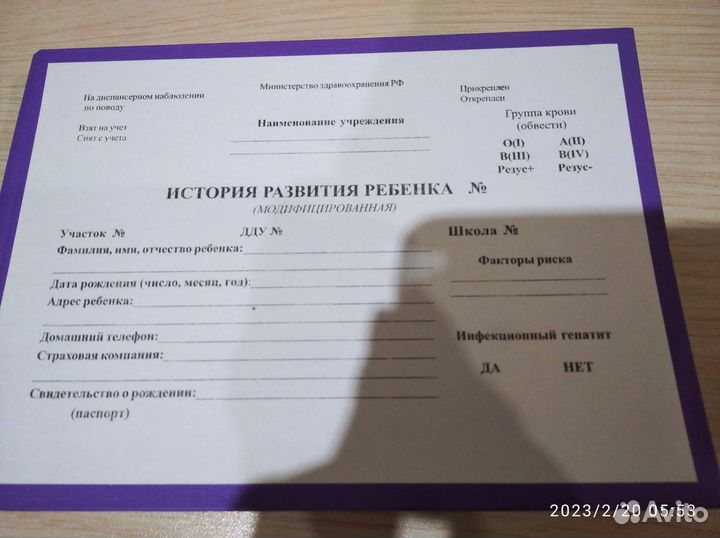 На диспансерном наблюдении
по поводу
Взят на учет
Снят с учета
Министерство здравоохранения РФ
Наименование учреждения
Прикреплен
Откреплен
Группа крови
(обвести)
O(I) A(II)
B(III) B(IV)
Резус+ Резус-
ИСТОРИЯ РАЗВИТИЯ РЕБЕНКА №
(МОДИФИЦИРОВАННАЯ)
Участок № ДДУ № Школа №
Фамилия, имя, отчество ребенка:
Дата рождения (число, месяц, год):
Адрес ребенка:
Домашний телефон:
Страховая компания:
Свидетельство о рождении:
(паспорт)
Факторы риска
Инфекционный гепатит
ДА НЕТ
2023/2/20 05:53
Avito